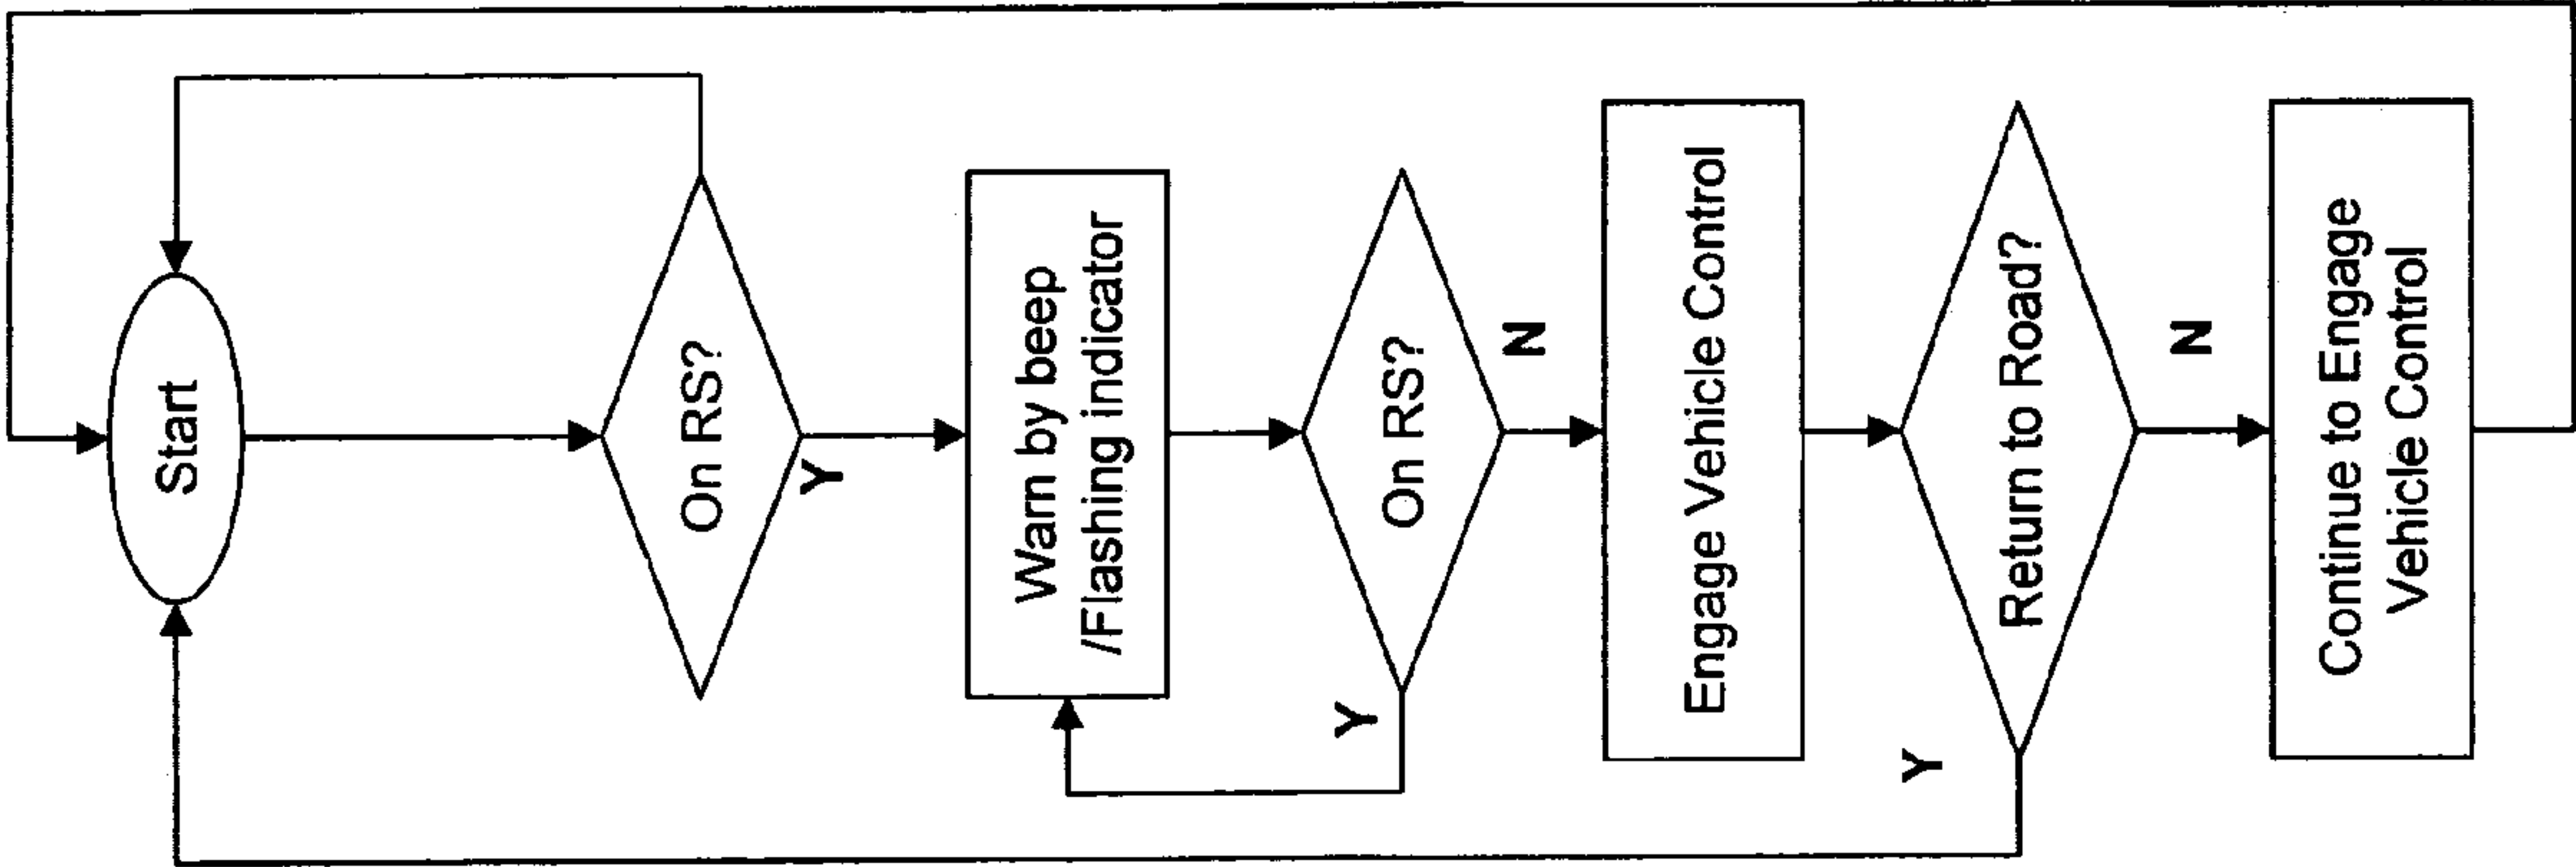 Start
On RS?
Y
Warn by beep
/Flashing indicator
On RS?
Y
N
Engage Vehicle Control
Return to Road?
Y
N
Continue to Engage
Vehicle Control